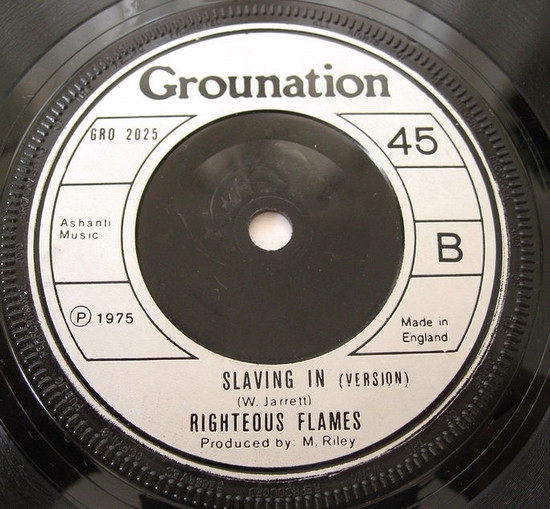 Grounation
GRO 2025
45
Ashanti
Music
B
℗ 1975
Made in
England
SLAVING IN (VERSION)
(W. Jarrett)
RIGHTEOUS FLAMES
Produced by: M. Riley